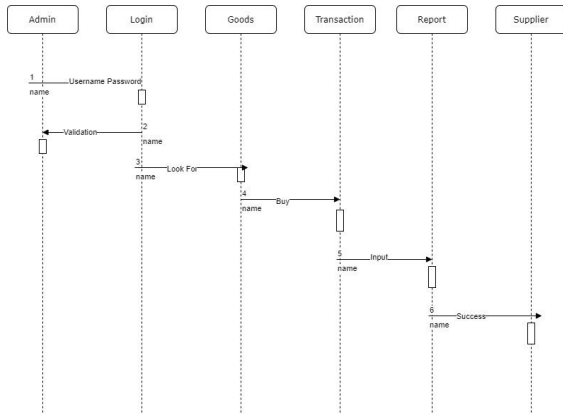 Admin
Login
Goods
Transaction
Report
Supplier
1
Username Password
name
Validation
2
name
3
Look For
name
4
Buy
name
5
Input
name
6
Success
name